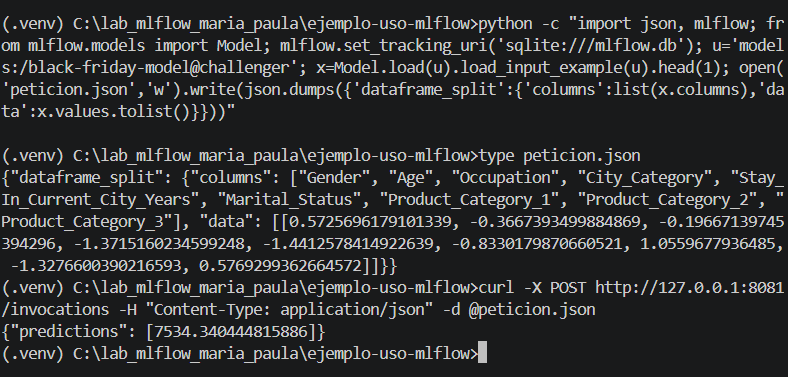 (.venv) C:\lab_mlflow_maria_paula\ejemplo-uso-mlflow>python -c "import json, mlflow; fr
om mlflow.models import Model; mlflow.set_tracking_uri('sqlite:///mlflow.db'); u='model
s:/black-friday-model@challenger'; x=Model.load(u).load_input_example(u).head(1); open(
'peticion.json','w').write(json.dumps({'dataframe_split':{'columns':list(x.columns),'da
ta':x.values.tolist()}}))"
(.venv) C:\lab_mlflow_maria_paula\ejemplo-uso-mlflow>type peticion.json
{"dataframe_split": {"columns": ["Gender", "Age", "Occupation", "City_Category", "Stay_
In_Current_City_Years", "Marital_Status", "Product_Category_1", "Product_Category_2", "
Product_Category_3"], "data": [[0.5725696179101339, -0.3667393499884869, -0.19667139745
394296, -1.3715160234599248, -1.4412578414922639, -0.8330179870660521, 1.0559677936485,
 -1.3276600390216593, 0.5769299362664572]]}}
(.venv) C:\lab_mlflow_maria_paula\ejemplo-uso-mlflow>curl -X POST http://127.0.0.1:8081
/invocations -H "Content-Type: application/json" -d @peticion.json
{"predictions": [7534.340444815886]}
(.venv) C:\lab_mlflow_maria_paula\ejemplo-uso-mlflow>